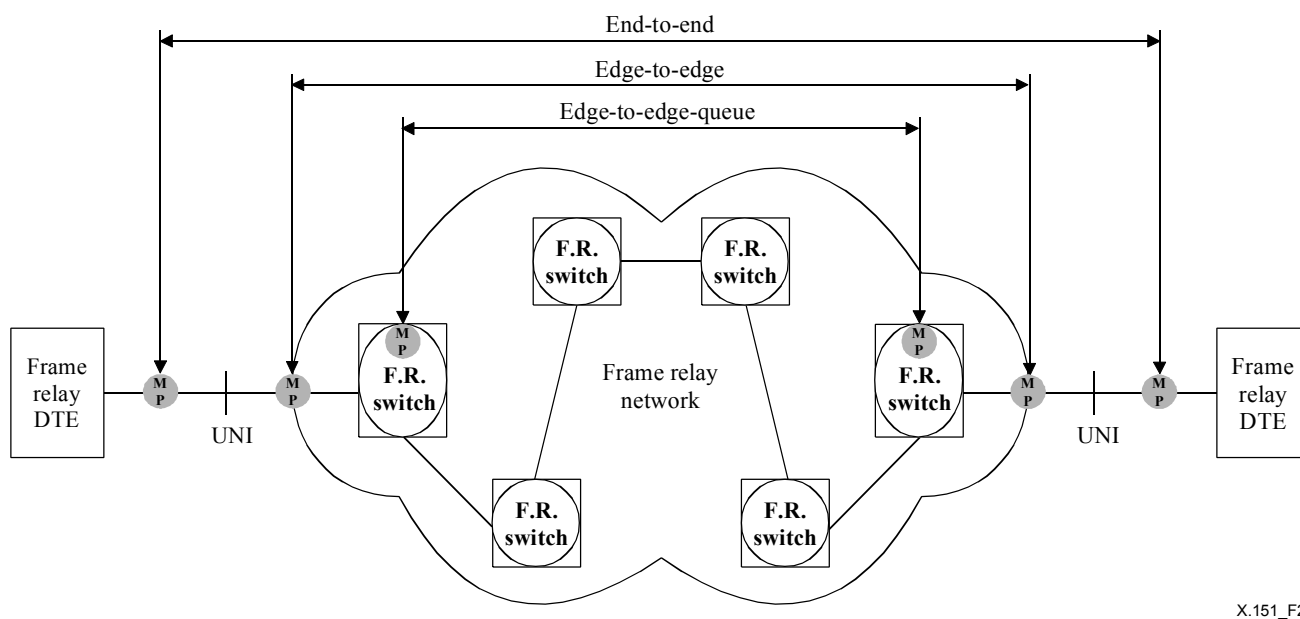 End-to-end
Edge-to-edge
Edge-to-edge-queue
F.R.
switch
F.R.
switch
M
P
F.R.
switch
M
P
F.R.
switch
Frame
relay
DTE
M
P
UNI
M
P
Frame relay
network
M
P
UNI
M
P
Frame
relay
DTE
F.R.
switch
F.R.
switch